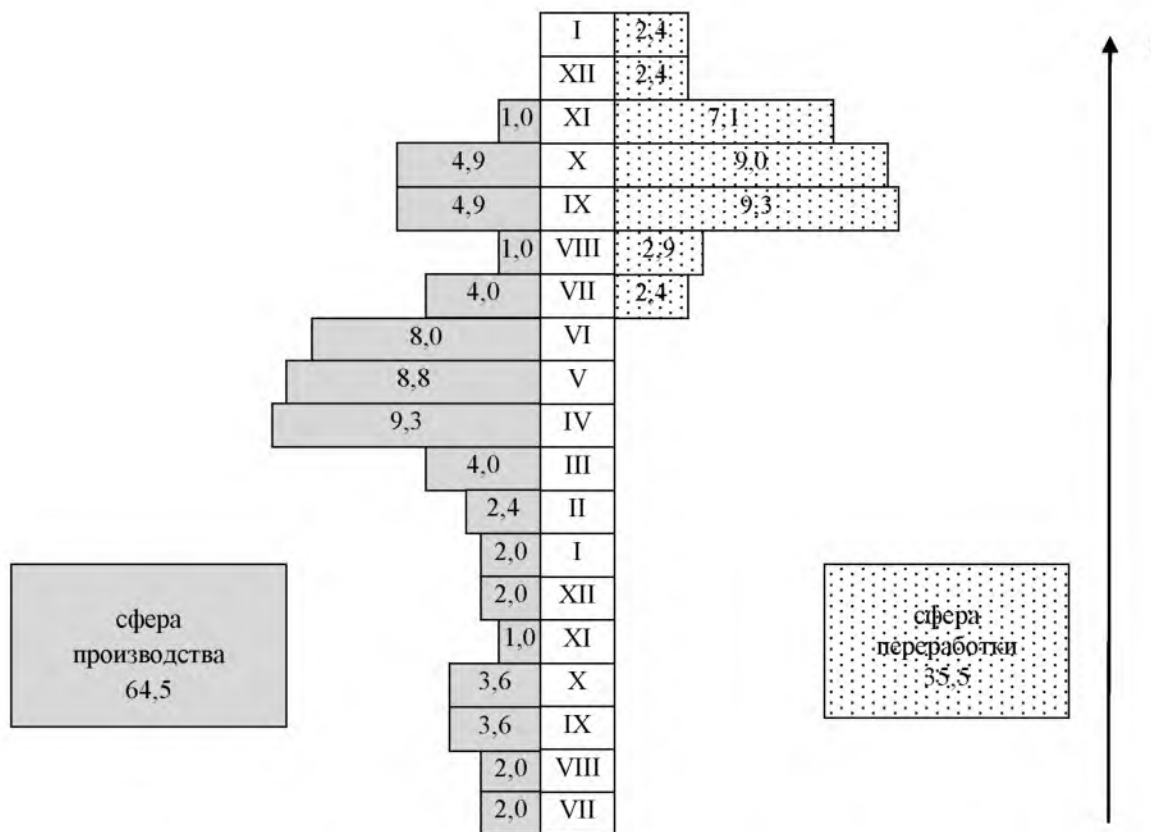 I 2,4
XII 2,4
1,0 XI 7,1
4,9 X 9,0
4,9 IX 9,3
1,0 VIII 2,9
4,0 VII 2,4
8,0 VI
8,8 V
9,3 IV
4,0 III
2,4 II
2,0 I
2,0 XII
1,0 XI
3,6 X
3,6 IX
2,0 VIII
2,0 VII
сфера
производства
64,5
сфера
переработки
35,5